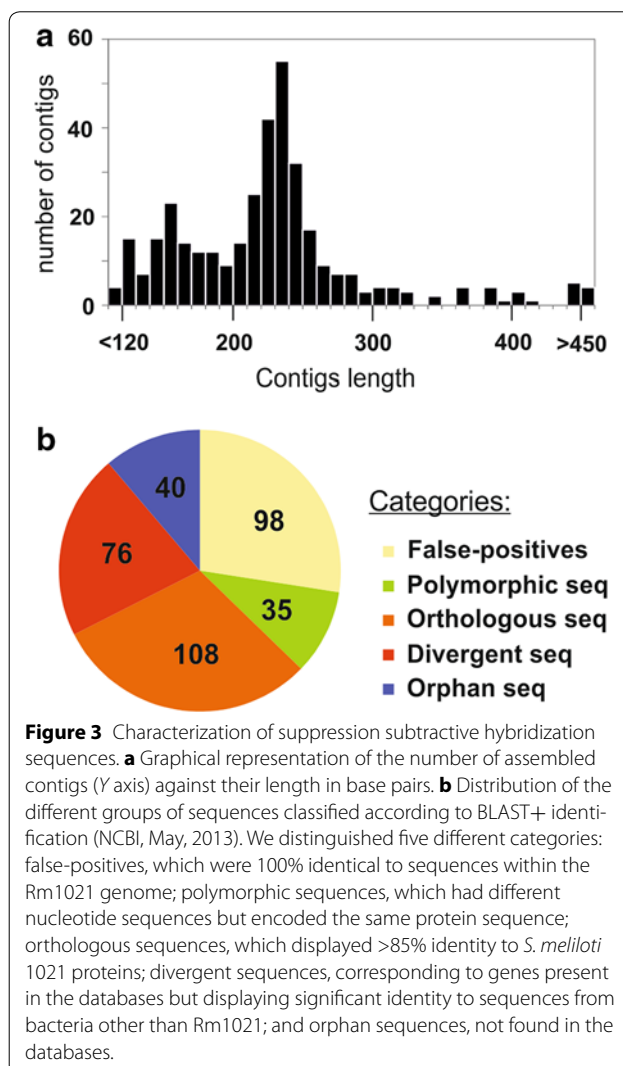 a
60
40
20
0
number of contigs
<120
200
300
400
>450
Contigs length
b
40
98
76
35
108
Categories:
False-positives
Polymorphic seq
Orthologous seq
Divergent seq
Orphan seq
Figure 3 Characterization of suppression subtractive hybridization
sequences. a Graphical representation of the number of assembled
contigs (Y axis) against their length in base pairs. b Distribution of the
different groups of sequences classified according to BLAST+ identi-
fication (NCBI, May, 2013). We distinguished five different categories:
false-positives, which were 100% identical to sequences within the
Rm1021 genome; polymorphic sequences, which had different
nucleotide sequences but encoded the same protein sequence;
orthologous sequences, which displayed >85% identity to S. meliloti
1021 proteins; divergent sequences, corresponding to genes present
in the databases but displaying significant identity to sequences from
bacteria other than Rm1021; and orphan sequences, not found in the
databases.